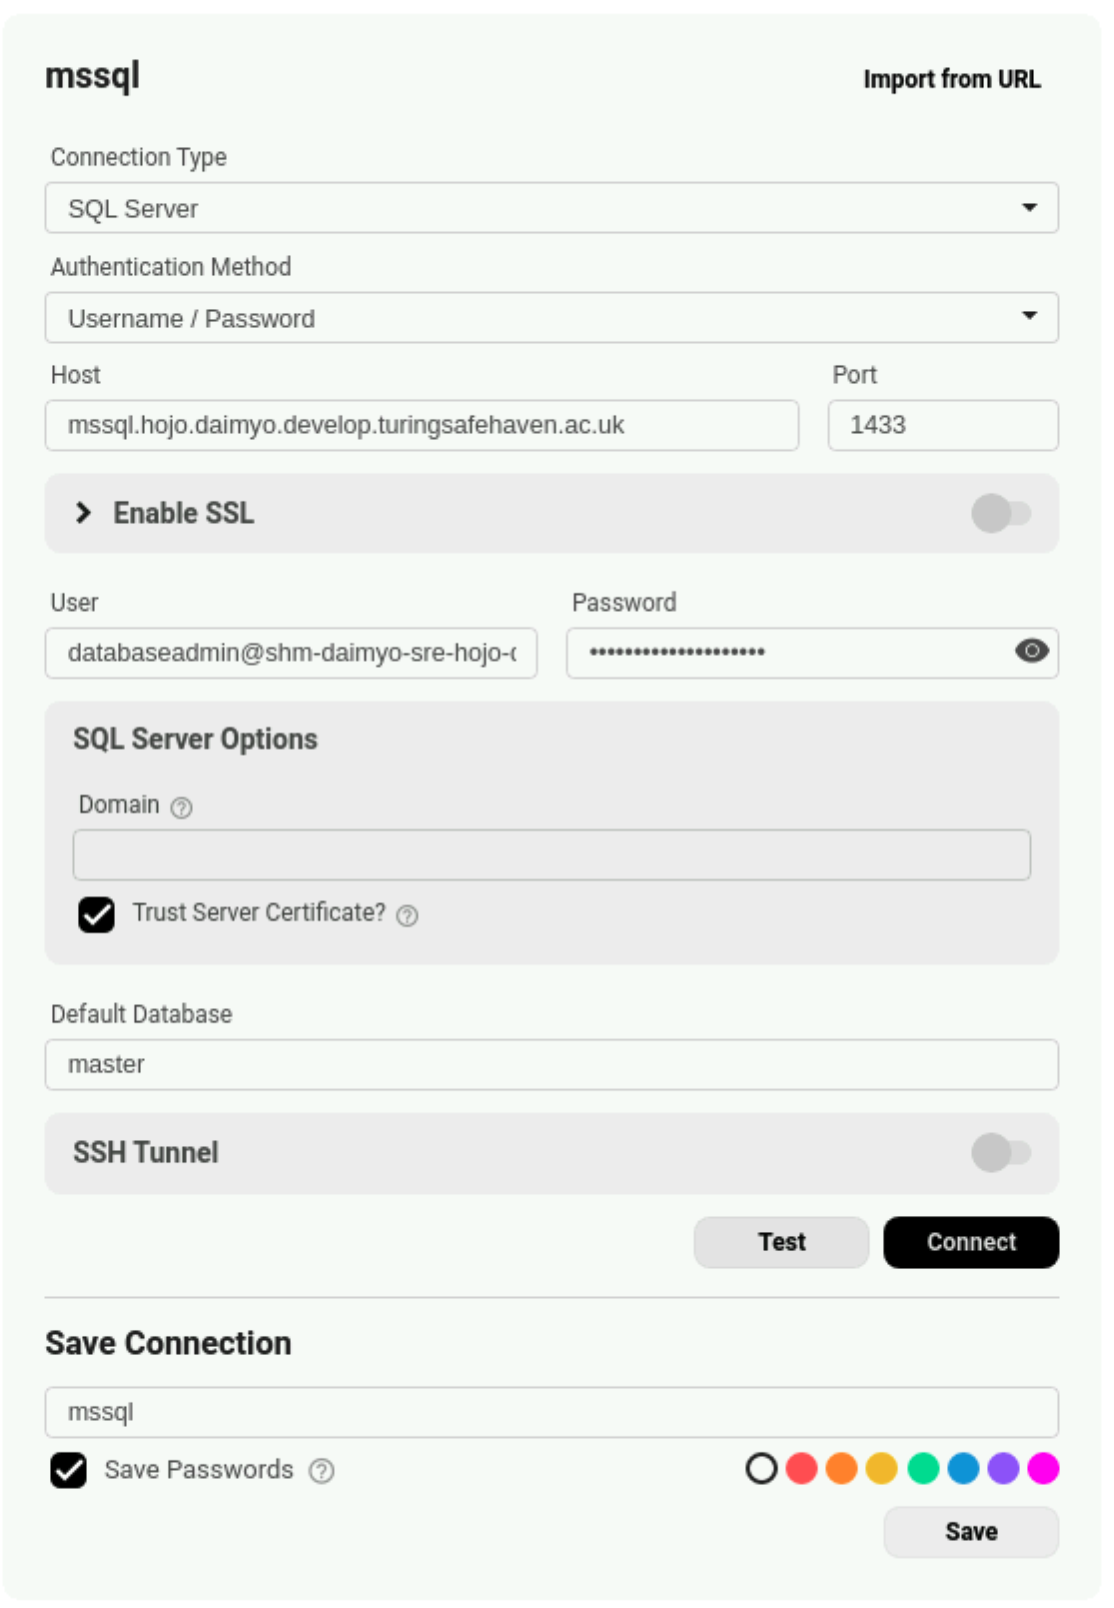 mssql
Import from URL
Connection Type
SQL Server
Authentication Method
Username / Password
Host
Port
mssql.hojo.daimyo.develop.turingsafehaven.ac.uk
1433
Enable SSL
User
Password
databaseadmin@shm-daimyo-sre-hojo-
••••••••••••••••••••
SQL Server Options
Domain ?
Trust Server Certificate? ?
Default Database
master
SSH Tunnel
Test
Connect
Save Connection
mssql
Save Passwords ?
Save